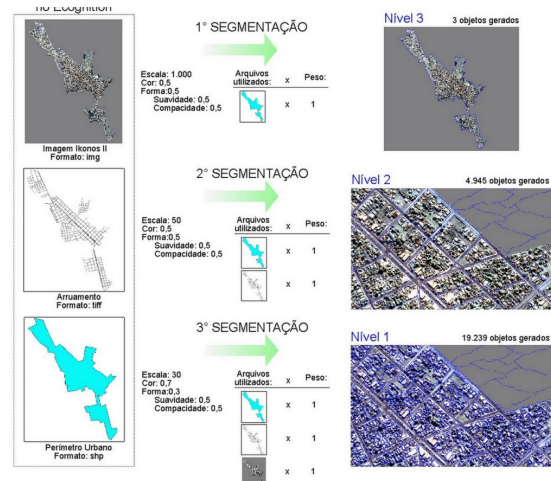 no Ecognition
Imagem Ikonos II
Formato: img
Arruamento
Formato: tiff
Perímetro Urbano
Formato: shp
1° SEGMENTAÇÃO
Escala: 1.000
Cor: 0,5
Forma:0,5
Suavidade: 0,5
Compacidade: 0,5
Arquivos utilizados: x Peso:
x 1
Nível 3
3 objetos gerados
2° SEGMENTAÇÃO
Escala: 50
Cor: 0,5
Forma:0,5
Suavidade: 0,5
Compacidade: 0,5
Arquivos utilizados: x Peso:
x 1
x 1
Nível 2
4.945 objetos gerados
3° SEGMENTAÇÃO
Escala: 30
Cor: 0,7
Forma:0,3
Suavidade: 0,5
Compacidade: 0,5
Arquivos utilizados: x Peso:
x 1
x 1
x 1
Nível 1
19.239 objetos gerados